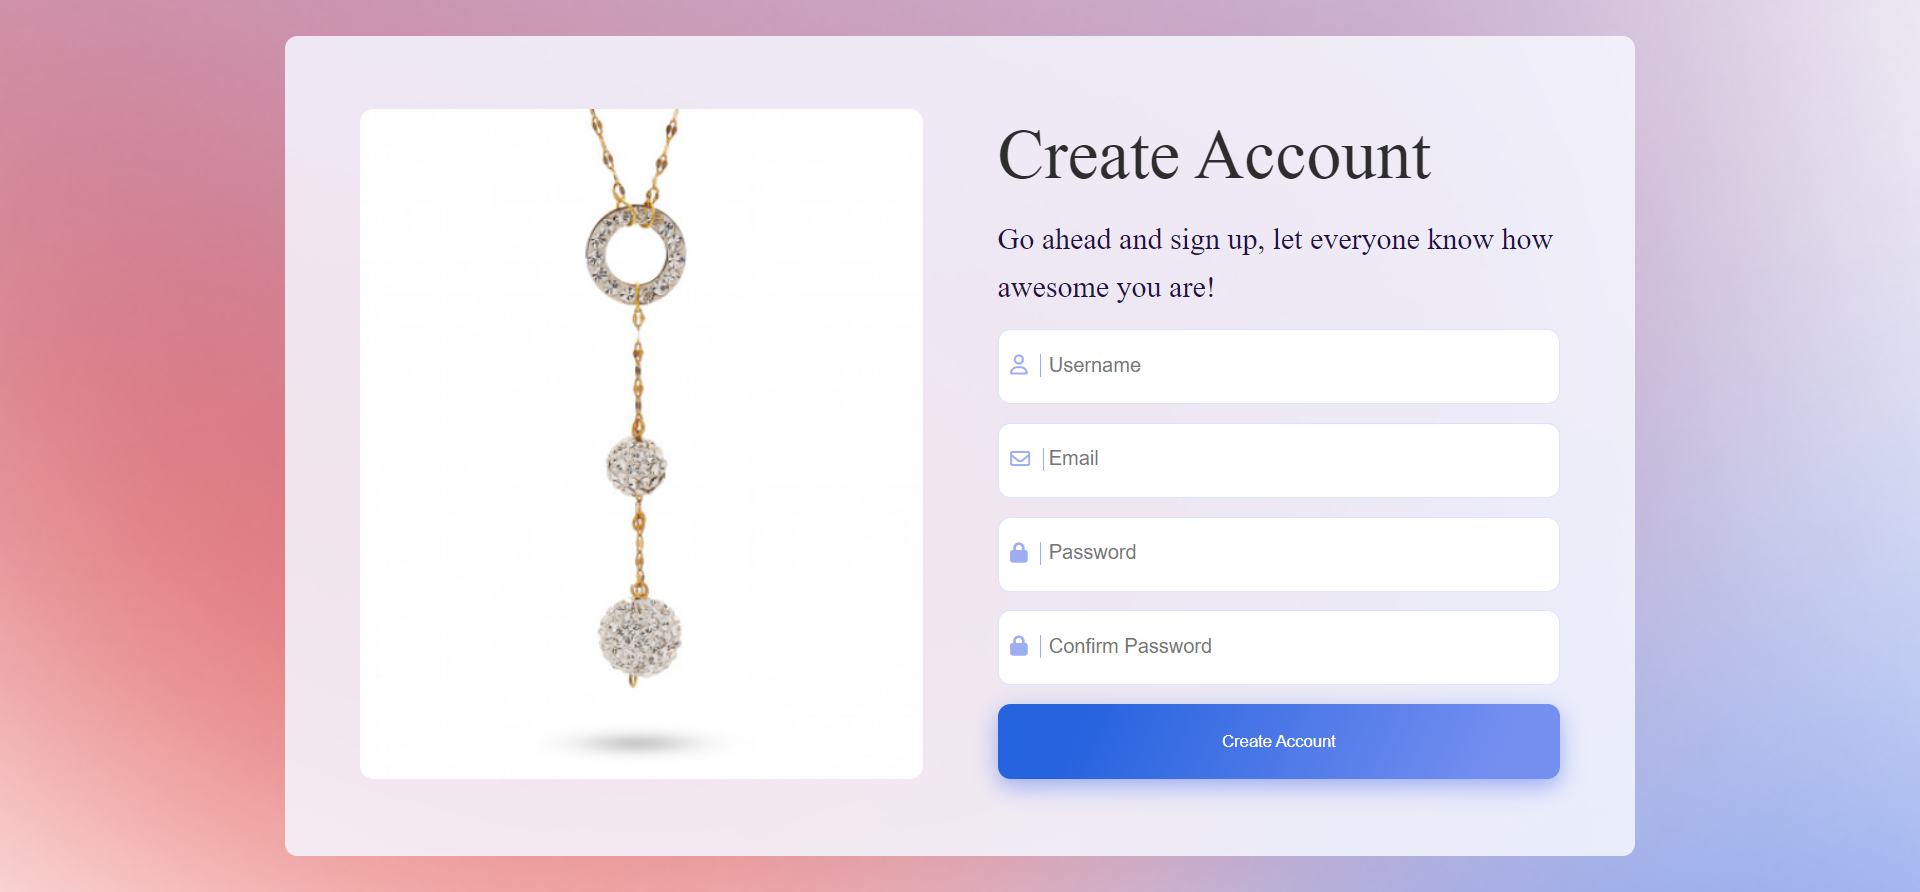 Create Account
Go ahead and sign up, let everyone know how
awesome you are!
Username
Email
Password
Confirm Password
Create Account